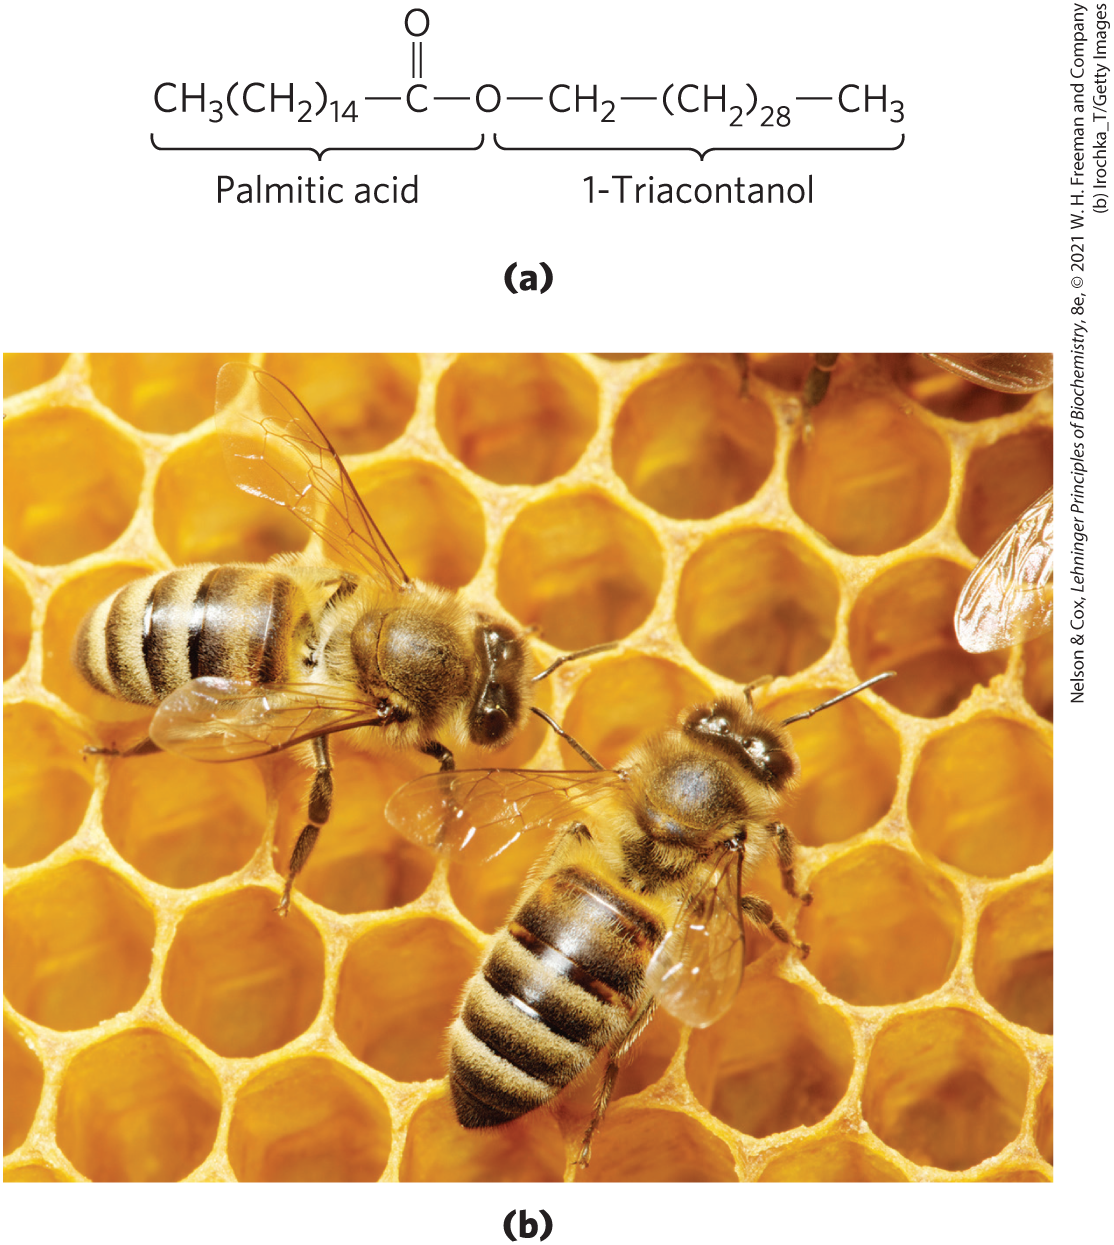 O
CH₃(CH₂)₁₄—C—O—CH₂—(CH₂)₂₈—CH₃
Palmitic acid 1-Triacontanol
(a)
(b)
Nelson & Cox, Lehninger Principles of Biochemistry, 8e, © 2021 W. H. Freeman and Company
(b) Irochka_T/Getty Images